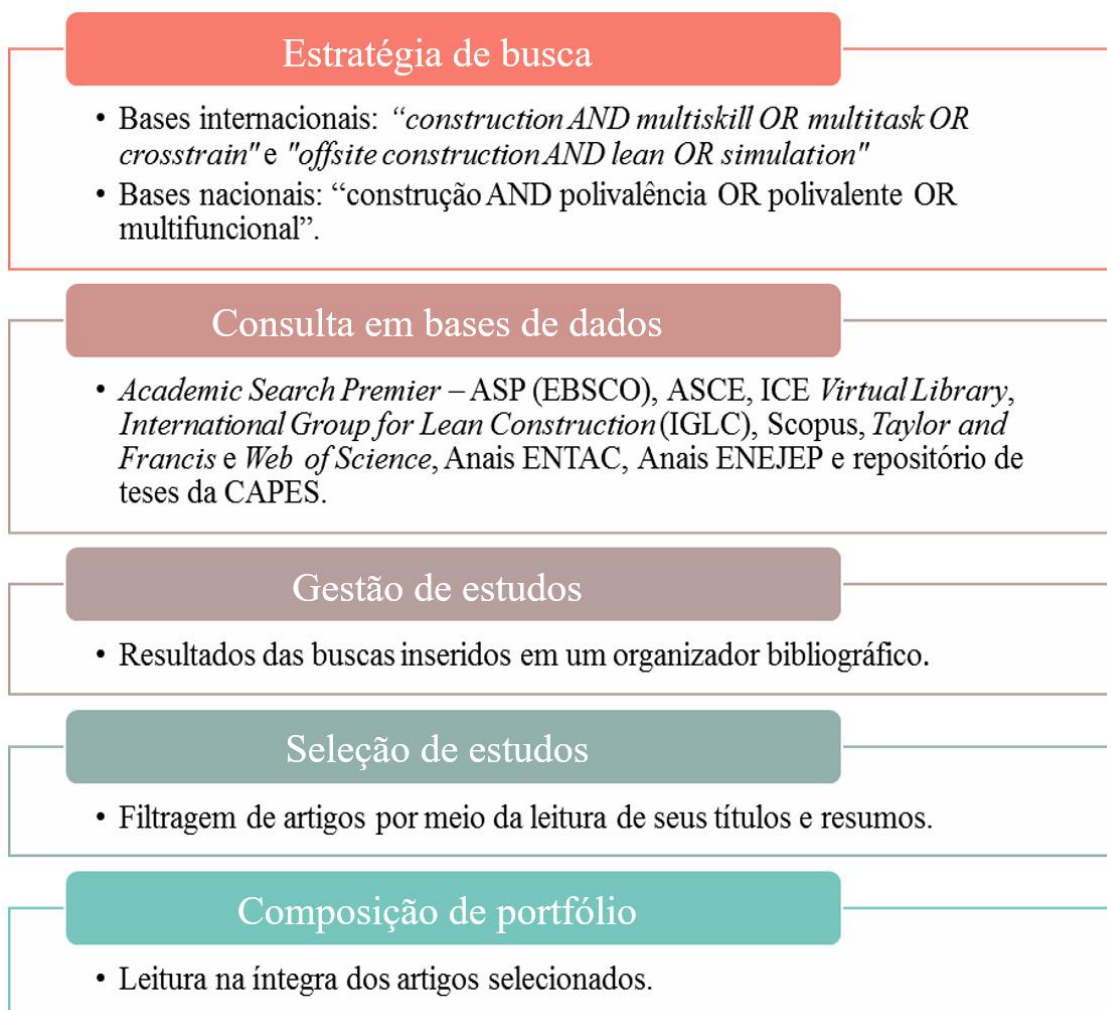 Estratégia de busca
• Bases internacionais: “construction AND multiskill OR multitask OR
crosstrain" e "offsite construction AND lean OR simulation"
• Bases nacionais: “construção AND polivalência OR polivalente OR
multifuncional”.
Consulta em bases de dados
• Academic Search Premier – ASP (EBSCO), ASCE, ICE Virtual Library,
International Group for Lean Construction (IGLC), Scopus, Taylor and
Francis e Web of Science, Anais ENTAC, Anais ENEJEP e repositório de
teses da CAPES.
Gestão de estudos
• Resultados das buscas inseridos em um organizador bibliográfico.
Seleção de estudos
• Filtragem de artigos por meio da leitura de seus títulos e resumos.
Composição de portfólio
• Leitura na íntegra dos artigos selecionados.